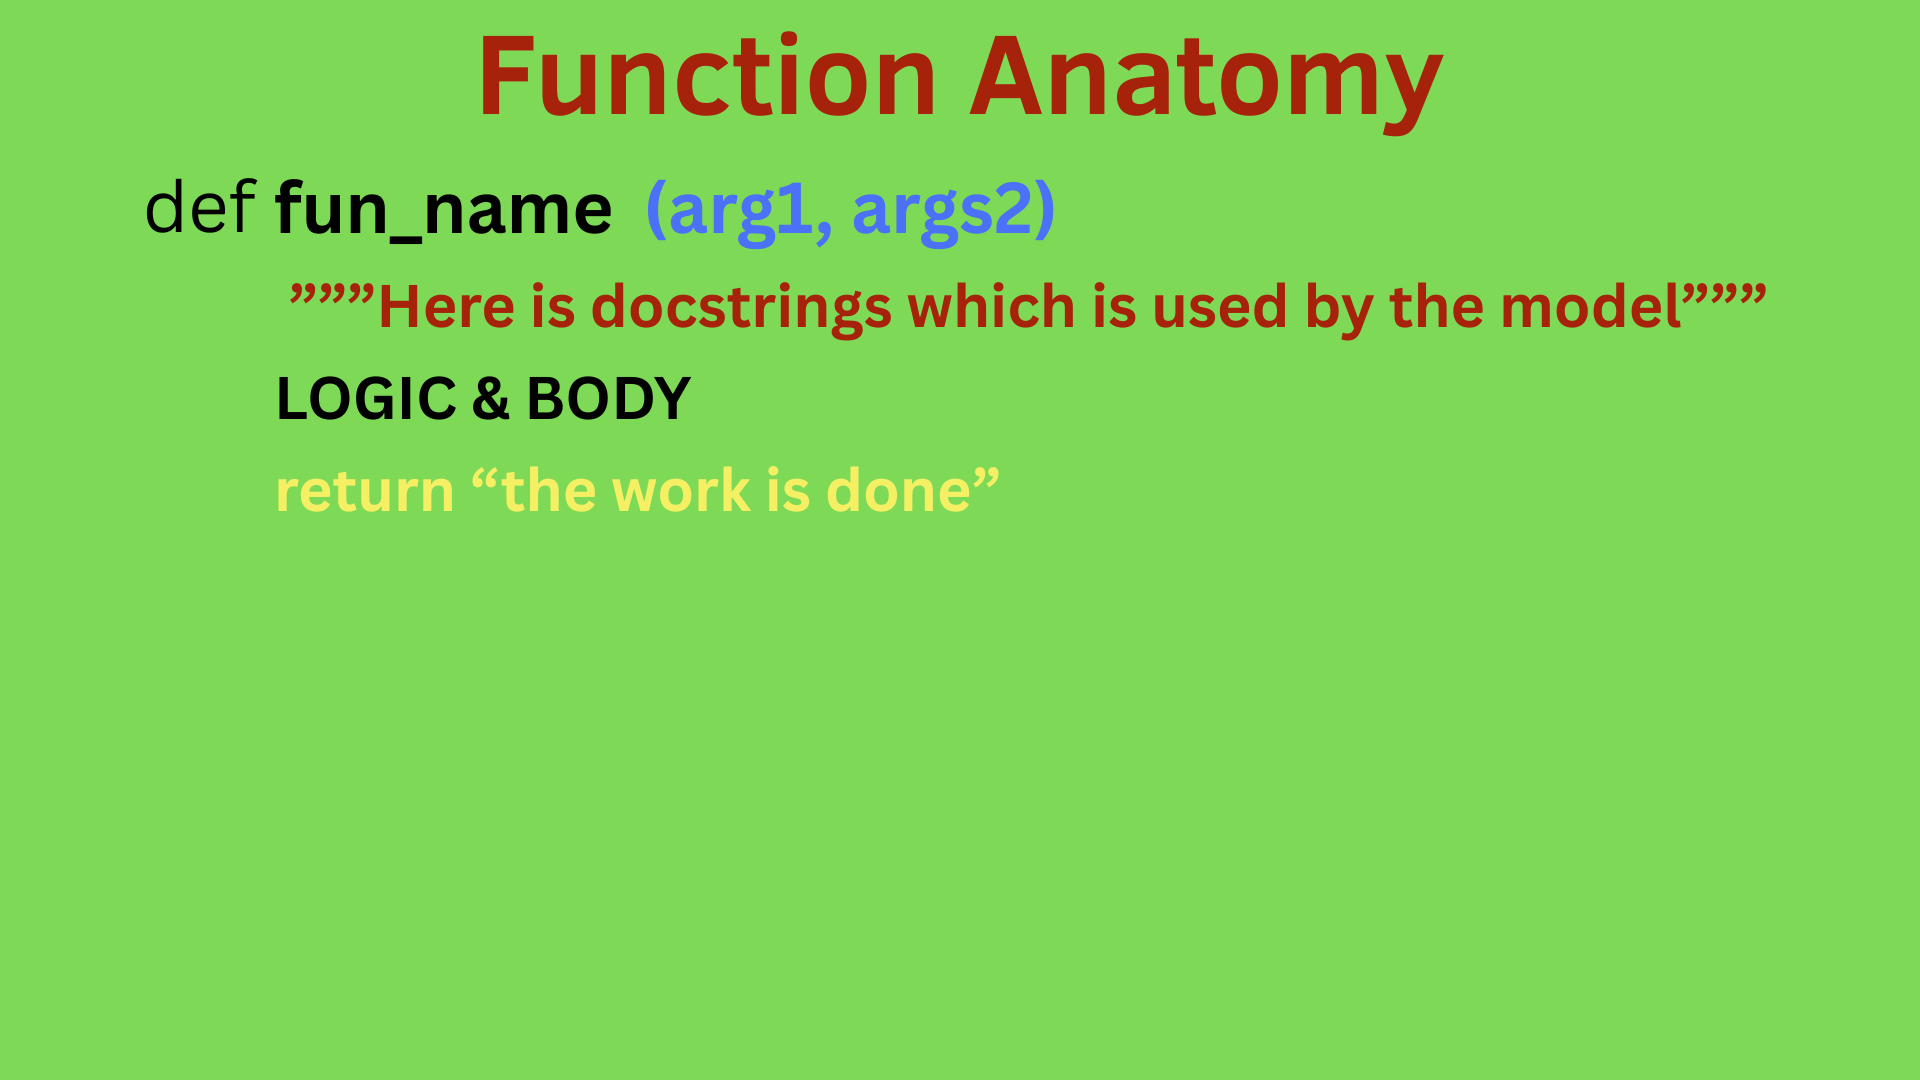 Function Anatomy
def fun_name (arg1, args2)
”””Here is docstrings which is used by the model”””
LOGIC & BODY
return “the work is done”